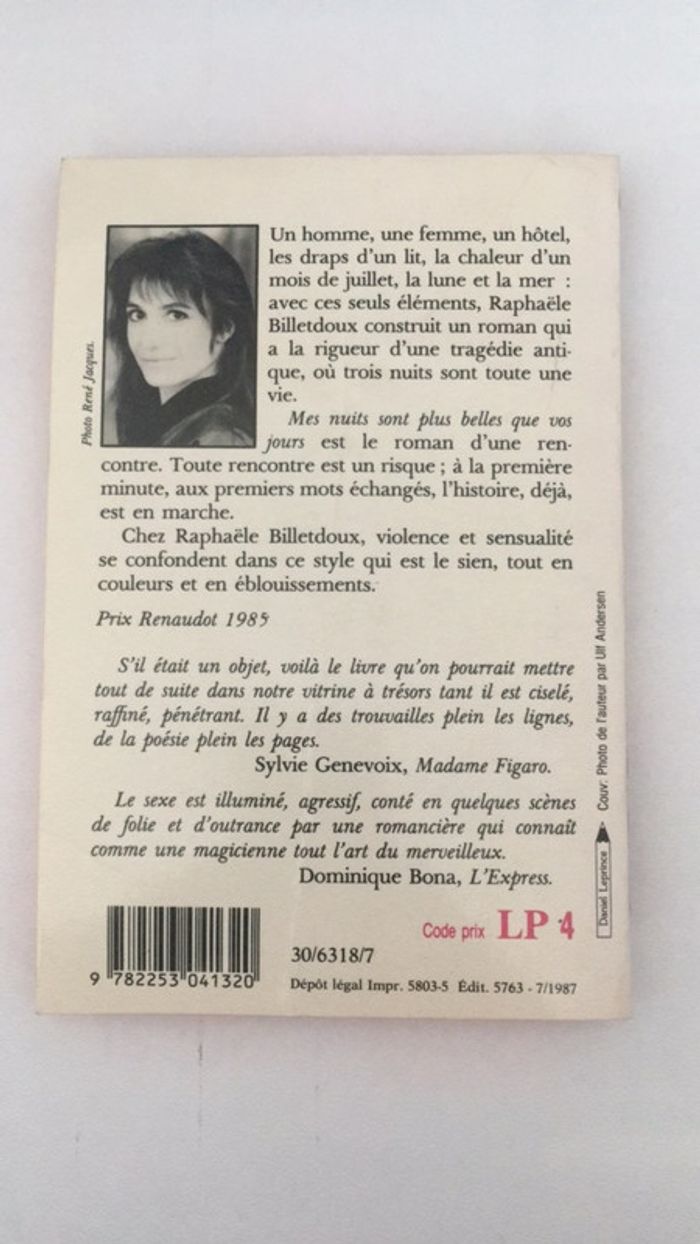 Photo René Jacques.
Un homme, une femme, un hôtel,
les draps d'un lit, la chaleur d'un
mois de juillet, la lune et la mer :
avec ces seuls éléments, Raphaële
Billetdoux construit un roman qui
a la rigueur d'une tragédie anti-
que, où trois nuits sont toute une
vie.
Mes nuits sont plus belles que vos
jours est le roman d'une ren-
contre. Toute rencontre est un risque ; à la première
minute, aux premiers mots échangés, l'histoire, déjà,
est en marche.
Chez Raphaële Billetdoux, violence et sensualité
se confondent dans ce style qui est le sien, tout en
couleurs et en éblouissements.
Prix Renaudot 1985
S'il était un objet, voilà le livre qu'on pourrait mettre
tout de suite dans notre vitrine à trésors tant il est ciselé,
raffiné, pénétrant. Il y a des trouvailles plein les lignes,
de la poésie plein les pages.
Sylvie Genevoix, Madame Figaro.
Le sexe est illuminé, agressif, conté en quelques scènes
de folie et d'outrance par une romancière qui connaît
comme une magicienne tout l'art du merveilleux.
Dominique Bona, L'Express.
Daniel Leprince Couv: Photo de l'auteur par Ulf Andersen
Code prix LP 4
30/6318/7
9 782253 041320
Dépôt légal Impr. 5803-5 Édit. 5763 - 7/1987